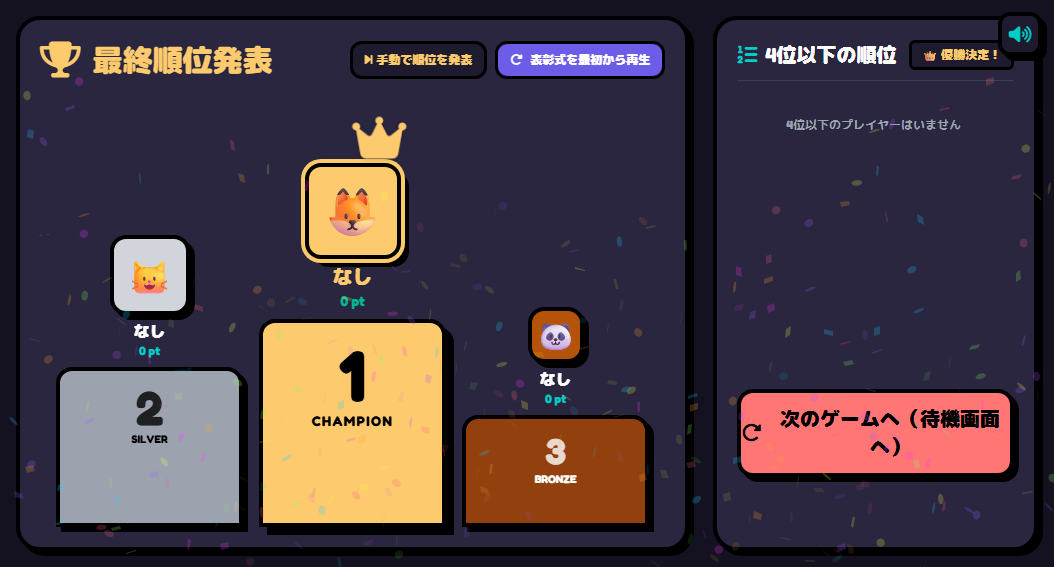 最終順位発表
手動で順位を発表
表彰式を最初から再生
なし
0 pt
なし
0 pt
なし
0 pt
1
CHAMPION
2
SILVER
3
BRONZE
4位以下の順位
優勝決定！
4位以下のプレイヤーはいません
次のゲームへ（待機画面
へ）